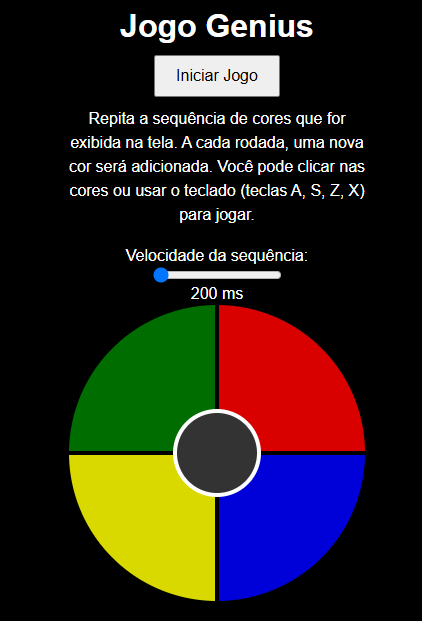 Jogo Genius
Iniciar Jogo
Repita a sequência de cores que for
exibida na tela. A cada rodada, uma nova
cor será adicionada. Você pode clicar nas
cores ou usar o teclado (teclas A, S, Z, X)
para jogar.
Velocidade da sequência:
200 ms